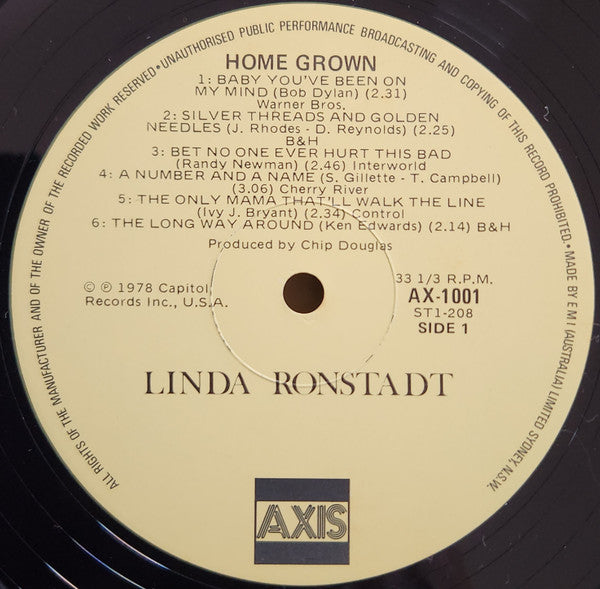 ALL RIGHTS OF THE MANUFACTURER AND OF THE OWNER OF THE RECORDED WORK RESERVED•UNAUTHORISED PUBLIC PERFORMANCE BROADCASTING AND COPYING OF THIS RECORD PROHIBITED.•MADE BY E M I (AUSTRALIA) LIMITED SYDNEY, N.S.W.
HOME GROWN
1: BABY YOU'VE BEEN ON
MY MIND (Bob Dylan) (2.31)
Warner Bros.
2: SILVER THREADS AND GOLDEN
NEEDLES (J. Rhodes - D. Reynolds) (2.25)
B&H
3: BET NO ONE EVER HURT THIS BAD
(Randy Newman) (2.46) Interworld
4: A NUMBER AND A NAME (S. Gillette - T. Campbell)
(3.06) Cherry River
5: THE ONLY MAMA THAT'LL WALK THE LINE
(Ivy J. Bryant) (2.34) Control
6: THE LONG WAY AROUND (Ken Edwards) (2.14) B&H
Produced by Chip Douglas
© ℗ 1978 Capitol
Records Inc., U.S.A.
33 1/3 R.P.M.
AX-1001
ST1-208
SIDE 1
LINDA RONSTADT
AXIS